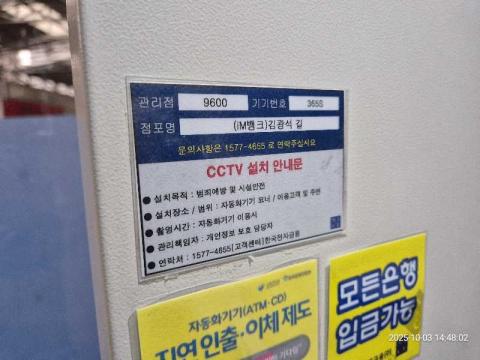 관리점 9600 기기번호 365S
점포명 (iM뱅크)김광석 길
문의사항은 1577-4655 로 연락주십시요
CCTV 설치 안내문
● 설치목적 : 범죄예방 및 시설안전
● 설치장소 / 범위 : 자동화기기 코너 / 이용고객 및 주변
● 촬영시간 : 자동화기기 이용시
● 관리책임자 : 개인정보 보호 담당자
● 연락처 : 1577-4655[고객센터]한국전자금융
자동화기기(ATM·CD)
지연 인출·이체 제도
모든은행
입금가능
2025-10-03 14:48:02